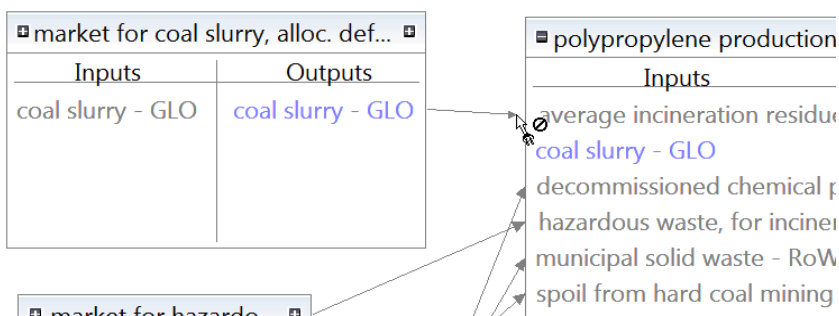 market for coal slurry, alloc. def...
Inputs Outputs
coal slurry - GLO coal slurry - GLO
polypropylene production
Inputs
average incineration residue
coal slurry - GLO
decommissioned chemical
hazardous waste, for inciner
municipal solid waste - RoW
spoil from hard coal mining
market for hazardo...